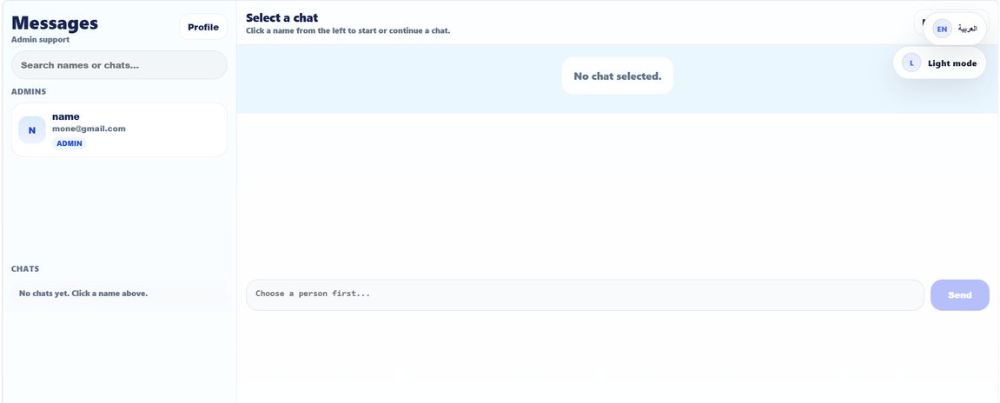 Messages
Profile
Admin support
Search names or chats...
ADMINS
N
name
mone@gmail.com
ADMIN
CHATS
No chats yet. Click a name above.
Select a chat
Click a name from the left to start or continue a chat.
EN العربية
L Light mode
No chat selected.
Choose a person first...
Send